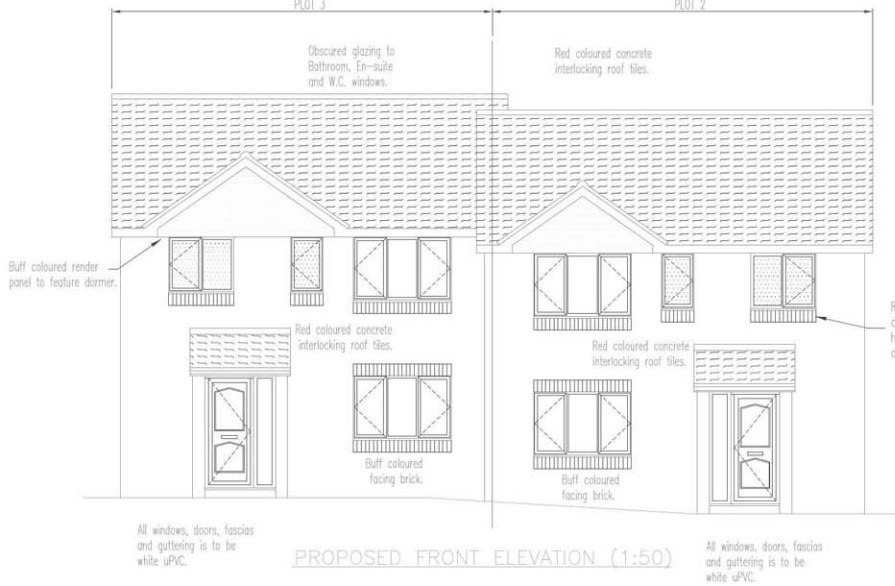 PLOT 3
PLOT 2
Obscured glazing to
Bathroom, En-suite
and W.C. windows.
Red coloured concrete
interlocking roof tiles.
Buff coloured render
panel to feature dormer.
Red coloured concrete
interlocking roof tiles.
Red coloured concrete
interlocking roof tiles.
Buff coloured
facing brick.
Buff coloured
facing brick.
All windows, doors, fascias
and guttering is to be
white uPVC.
PROPOSED FRONT ELEVATION (1:50)
All windows, doors, fascias
and guttering is to be
white uPVC.